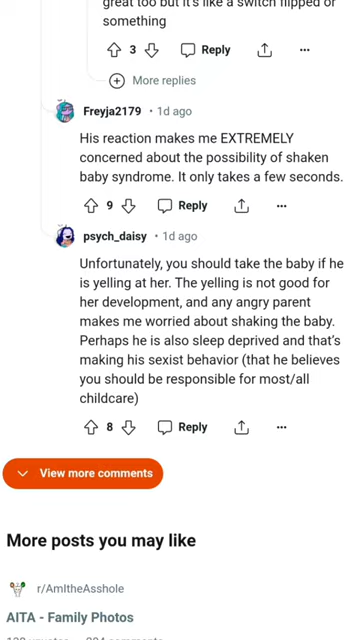 great too but it's like a switch flipped or
something
3 Reply
More replies
Freyja2179 • 1d ago
His reaction makes me EXTREMELY
concerned about the possibility of shaken
baby syndrome. It only takes a few seconds.
9 Reply
psych_daisy • 1d ago
Unfortunately, you should take the baby if he
is yelling at her. The yelling is not good for
her development, and any angry parent
makes me worried about shaking the baby.
Perhaps he is also sleep deprived and that's
making his sexist behavior (that he believes
you should be responsible for most/all
childcare)
8 Reply
View more comments
More posts you may like
r/AmItheAsshole
AITA - Family Photos